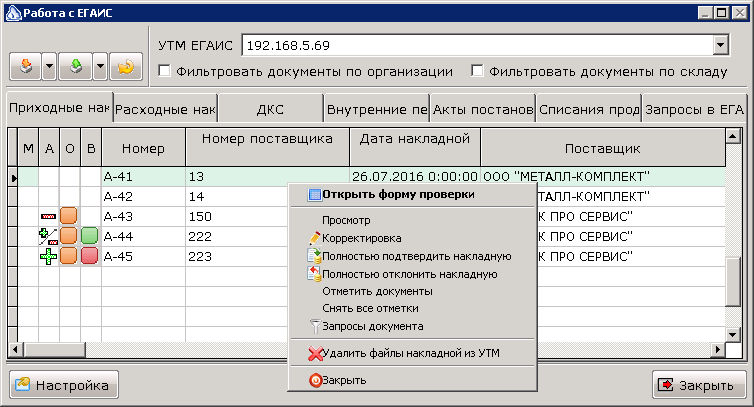 Работа с ЕГАИС
УТМ ЕГАИС 192.168.5.69
Фильтровать документы по организации Фильтровать документы по складу
Приходные нак Расходные нак ДКС Внутренние пе Акты постанов Списания прод Запросы в ЕГА
М А О В Номер Номер поставщика Дата накладной Поставщик
А-41 13 26.07.2016 0:00:00 ООО "МЕТАЛЛ-КОМПЛЕКТ"
А-42 14 ЛЛ-КОМПЛЕКТ"
А-43 150 К ПРО СЕРВИС"
А-44 222 К ПРО СЕРВИС"
А-45 223 К ПРО СЕРВИС"
Открыть форму проверки
Просмотр
Корректировка
Полностью подтвердить накладную
Полностью отклонить накладную
Отметить документы
Снять все отметки
Запросы документа
Удалить файлы накладной из УТМ
Закрыть
Настройка Закрыть